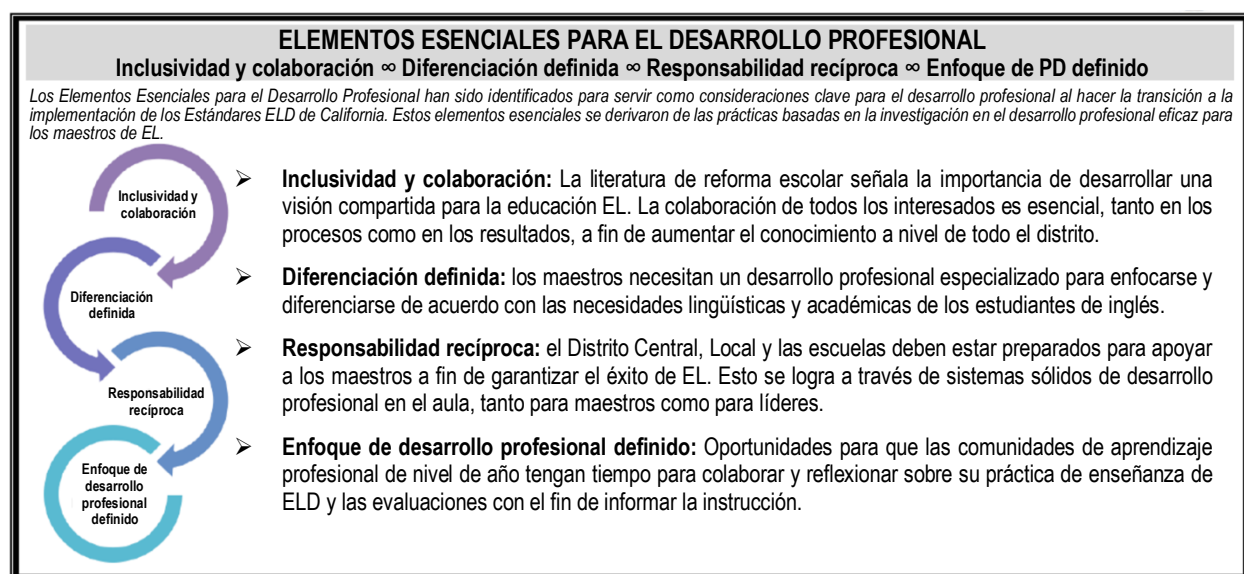 ELEMENTOS ESENCIALES PARA EL DESARROLLO PROFESIONAL
Inclusividad y colaboración ∞ Diferenciación definida ∞ Responsabilidad recíproca ∞ Enfoque de PD definido
Los Elementos Esenciales para el Desarrollo Profesional han sido identificados para servir como consideraciones clave para el desarrollo profesional al hacer la transición a la
implementación de los Estándares ELD de California. Estos elementos esenciales se derivaron de las prácticas basadas en la investigación en el desarrollo profesional eficaz para
los maestros de EL.
Inclusividad y
colaboración
Diferenciación
definida
Responsabilidad
recíproca
Enfoque de
desarrollo
profesional
definido
➢ Inclusividad y colaboración: La literatura de reforma escolar señala la importancia de desarrollar una
visión compartida para la educación EL. La colaboración de todos los interesados es esencial, tanto en los
procesos como en los resultados, a fin de aumentar el conocimiento a nivel de todo el distrito.
➢ Diferenciación definida: los maestros necesitan un desarrollo profesional especializado para enfocarse y
diferenciarse de acuerdo con las necesidades lingüísticas y académicas de los estudiantes de inglés.
➢ Responsabilidad recíproca: el Distrito Central, Local y las escuelas deben estar preparados para apoyar
a los maestros a fin de garantizar el éxito de EL. Esto se logra a través de sistemas sólidos de desarrollo
profesional en el aula, tanto para maestros como para líderes.
➢ Enfoque de desarrollo profesional definido: Oportunidades para que las comunidades de aprendizaje
profesional de nivel de año tengan tiempo para colaborar y reflexionar sobre su práctica de enseñanza de
ELD y las evaluaciones con el fin de informar la instrucción.